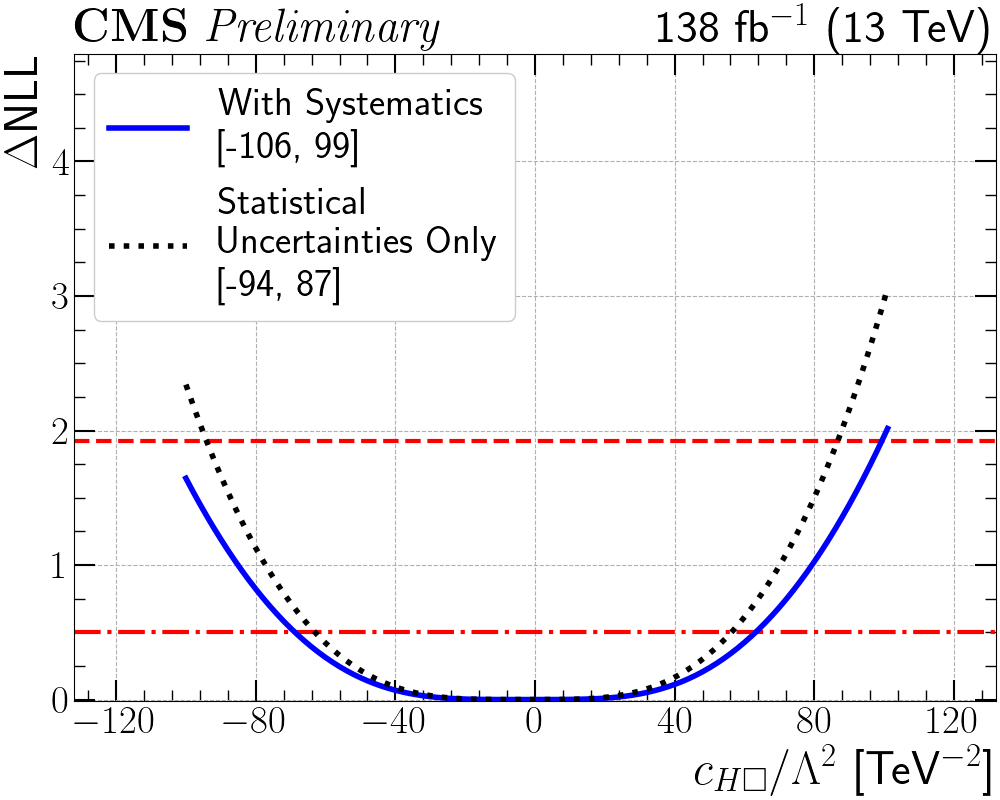 CMS Preliminary 138 fb⁻¹ (13 TeV)
ΔNLL
With Systematics
[-106, 99]
Statistical
Uncertainties Only
[-94, 87]
4
3
2
1
0
−120 −80 −40 0 40 80 120
c_{H□}/Λ² [TeV⁻²]